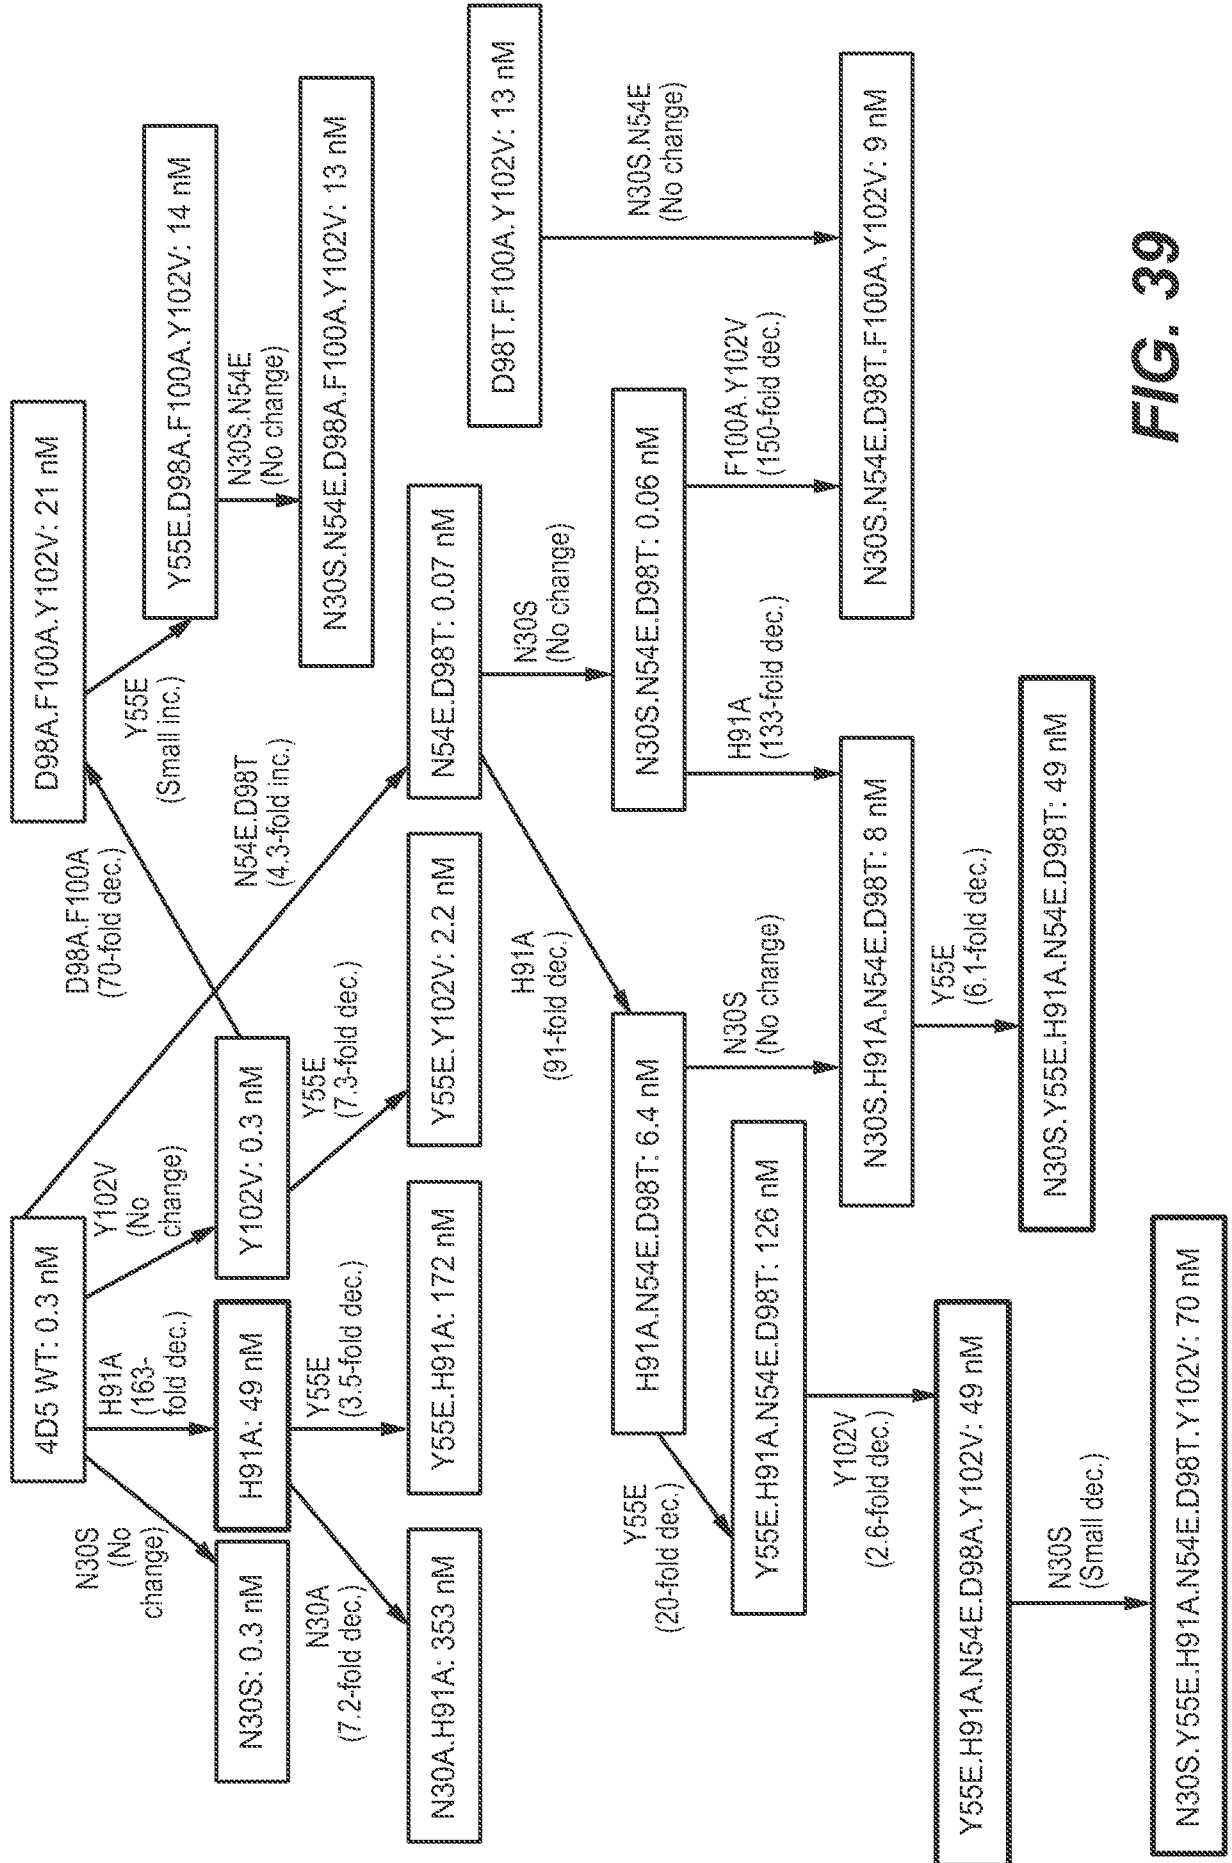 4D5 WT: 0.3 nM
D98A.F100A.Y102V: 21 nM
N30S
(No
change)
H91A
(163-
fold dec.)
Y102V
(No
change)
D98A.F100A
(70-fold dec.)
Y55E
(Small inc.)
Y55E.D98A.F100A.Y102V: 14 nM
N30S: 0.3 nM
H91A: 49 nM
Y102V: 0.3 nM
N54E.D98T
(4.3-fold inc.)
N30S.N54E
(No change)
N30A
(7.2-fold dec.)
Y55E
(3.5-fold dec.)
Y55E
(7.3-fold dec.)
N30S.N54E.D98A.F100A.Y102V: 13 nM
N30A.H91A: 353 nM
Y55E.H91A: 172 nM
Y55E.Y102V: 2.2 nM
N54E.D98T: 0.07 nM
D98T.F100A.Y102V: 13 nM
H91A
(91-fold dec.)
N30S
(No change)
N30S.N54E
(No change)
H91A.N54E.D98T: 6.4 nM
N30S.N54E.D98T: 0.06 nM
Y55E
(20-fold dec.)
N30S
(No change)
H91A
(133-fold dec.)
F100A.Y102V
(150-fold dec.)
Y55E.H91A.N54E.D98T: 126 nM
N30S.H91A.N54E.D98T: 8 nM
N30S.N54E.D98T.F100A.Y102V: 9 nM
Y102V
(2.6-fold dec.)
Y55E
(6.1-fold dec.)
Y55E.H91A.N54E.D98A.Y102V: 49 nM
N30S.Y55E.H91A.N54E.D98T: 49 nM
N30S
(Small dec.)
N30S.Y55E.H91A.N54E.D98T.Y102V: 70 nM
FIG. 39